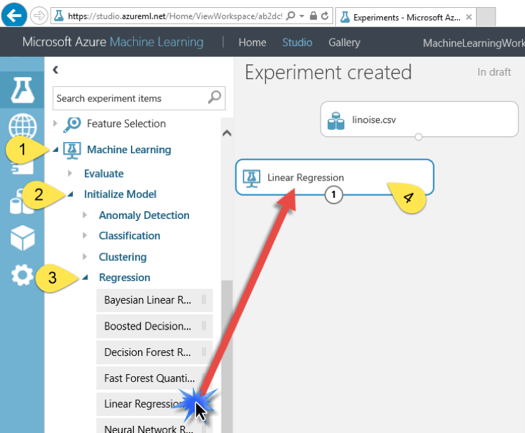 https://studio.azureml.net/Home/ViewWorkspace/ab2dc!
Experiments - Microsoft Az...
Microsoft Azure Machine Learning
Home
Studio
Gallery
MachineLearningWork
Experiment created
In draft
Search experiment items
Feature Selection
1
Machine Learning
Evaluate
2
Initialize Model
Anomaly Detection
Classification
Clustering
3
Regression
Bayesian Linear R...
Boosted Decision...
Decision Forest R...
Fast Forest Quanti...
Linear Regression
Neural Network R...
linoise.csv
Linear Regression
1
4